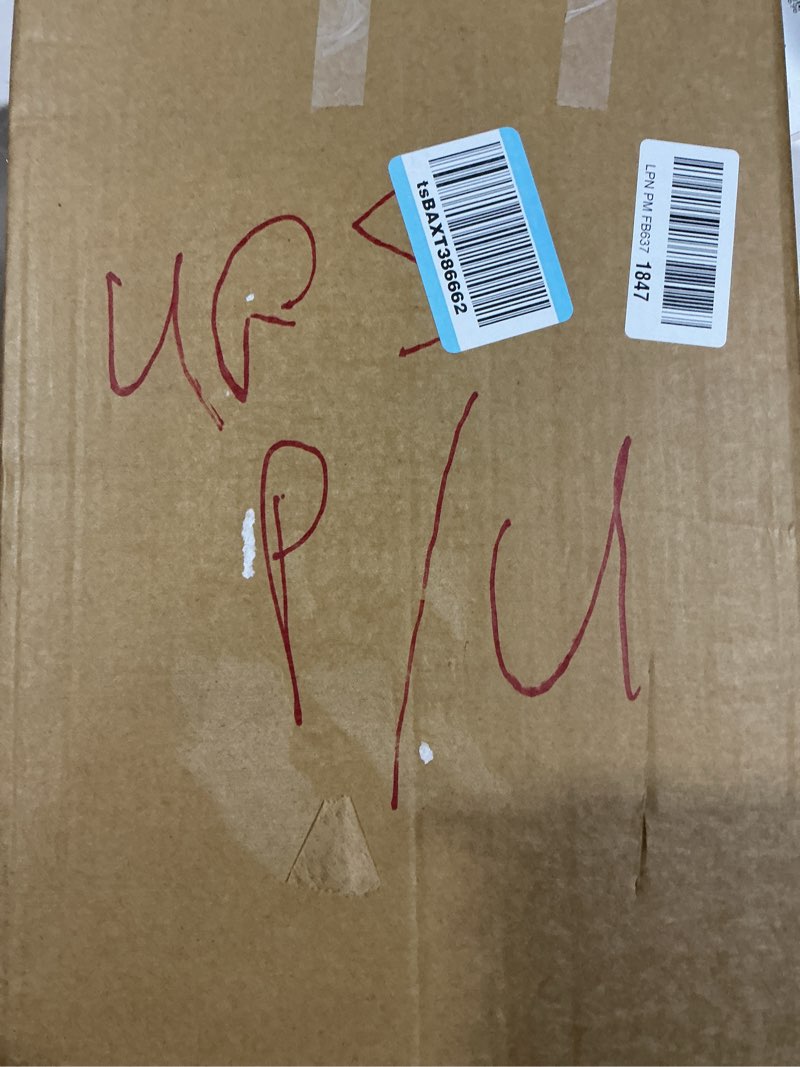 tsBAXT386662
LPN PM FB637 1847
UPS
P/U